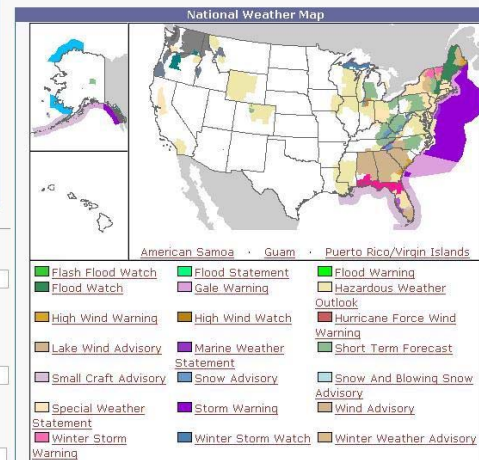 National Weather Map
American Samoa · Guam · Puerto Rico/Virgin Islands
Flash Flood Watch Flood Statement Flood Warning
Flood Watch Gale Warning Hazardous Weather
Outlook
High Wind Warning High Wind Watch Hurricane Force Wind
Warning
Lake Wind Advisory Marine Weather Short Term Forecast
Statement
Small Craft Advisory Snow Advisory Snow And Blowing Snow
Advisory
Special Weather Storm Warning Wind Advisory
Statement
Winter Storm Winter Storm Watch Winter Weather Advisory
Warning